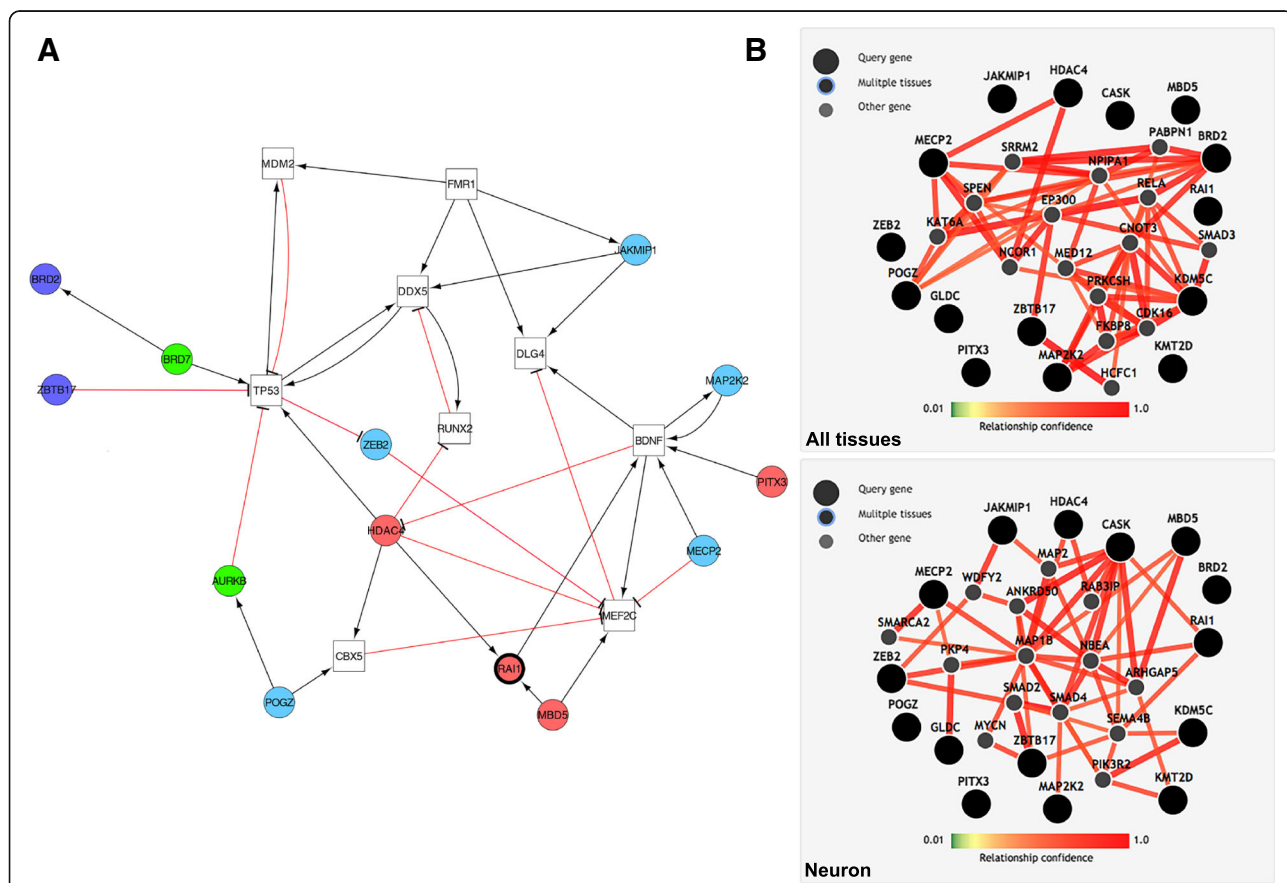 A
MDM2
FMR1
JAKMIP1
BRD2
DDX5
BRD7
DLG4
ZBTB17
TP53
MAP2K2
RUNX2
ZEB2
BDNF
PITX3
HDAC4
MECP2
AURKB
MEF2C
CBX5
RAI1
POGZ
MBD5
B
Query gene
Mulitple tissues
Other gene
JAKMIP1
HDAC4
CASK
MBD5
PABPN1
BRD2
MECP2
SRRM2
NPIPA1
SPEN
RELA
RAI1
EP300
KAT6A
CNOT3
ZEB2
SMAD3
NCOR1
MED12
POGZ
PRKCSH
KDM5C
GLDC
ZBTB17
CDK16
FKBP8
PITX3
MAP2K2
KMT2D
HCFC1
0.01
1.0
Relationship confidence
All tissues
Query gene
Mulitple tissues
Other gene
JAKMIP1
HDAC4
CASK
MBD5
MAP2
BRD2
MECP2
WDFY2
ANKRD50
RAB3IP
SMARCA2
RAI1
MAP1B
NBEA
ZEB2
PKP4
ARHGAP5
SMAD2
SMAD4
POGZ
SEMA4B
KDM5C
GLDC
MYCN
ZBTB17
PIK3R2
PITX3
MAP2K2
KMT2D
0.01
1.0
Relationship confidence
Neuron